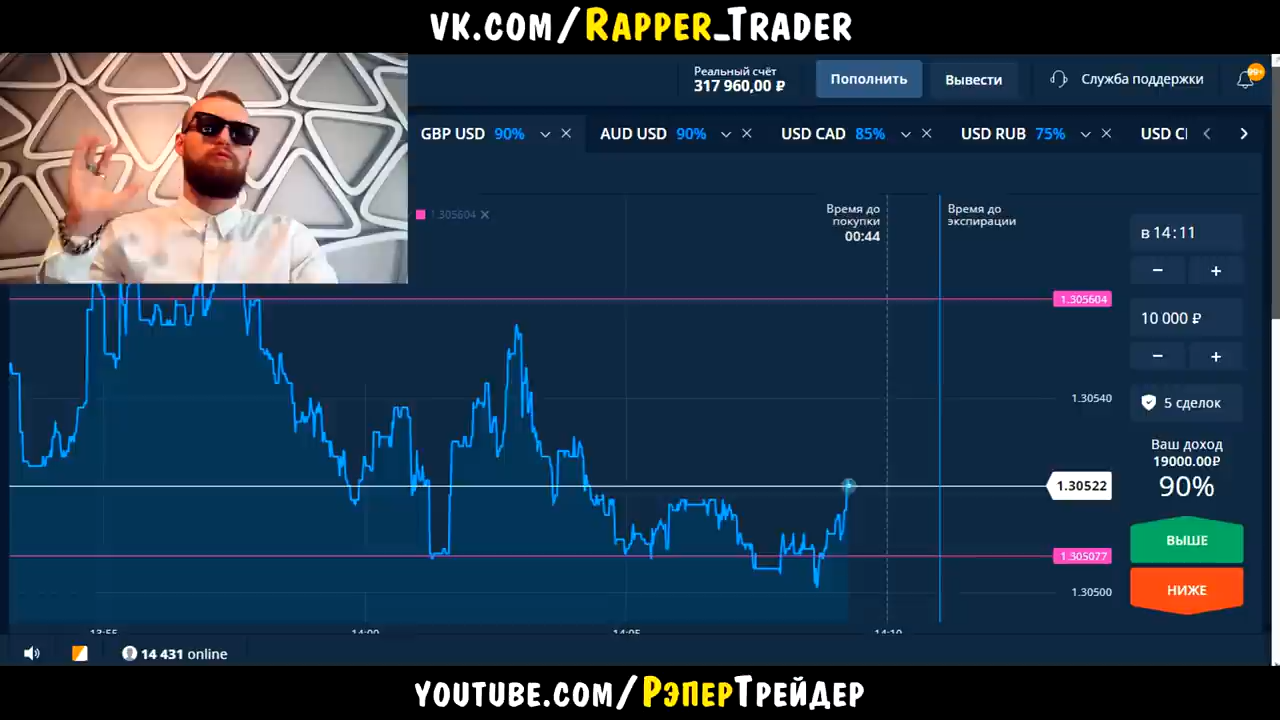 VK.COM/RAPPER_TRADER
Реальный счёт
317 960,00 ₽
Пополнить
Вывести
Служба поддержки
99+
GBP USD 90%
AUD USD 90%
USD CAD 85%
USD RUB 75%
1.305604
Время до
покупки
00:44
Время до
экспирации
в 14:11
1.305604
10 000 ₽
1.30540
5 сделок
Ваш доход
19000.00₽
90%
1.30522
ВЫШЕ
1.305077
НИЖЕ
1.30500
13:55
14:00
14:05
14:10
14 431 online
YOUTUBE.COM/РЭПЕРТРЕЙДЕР